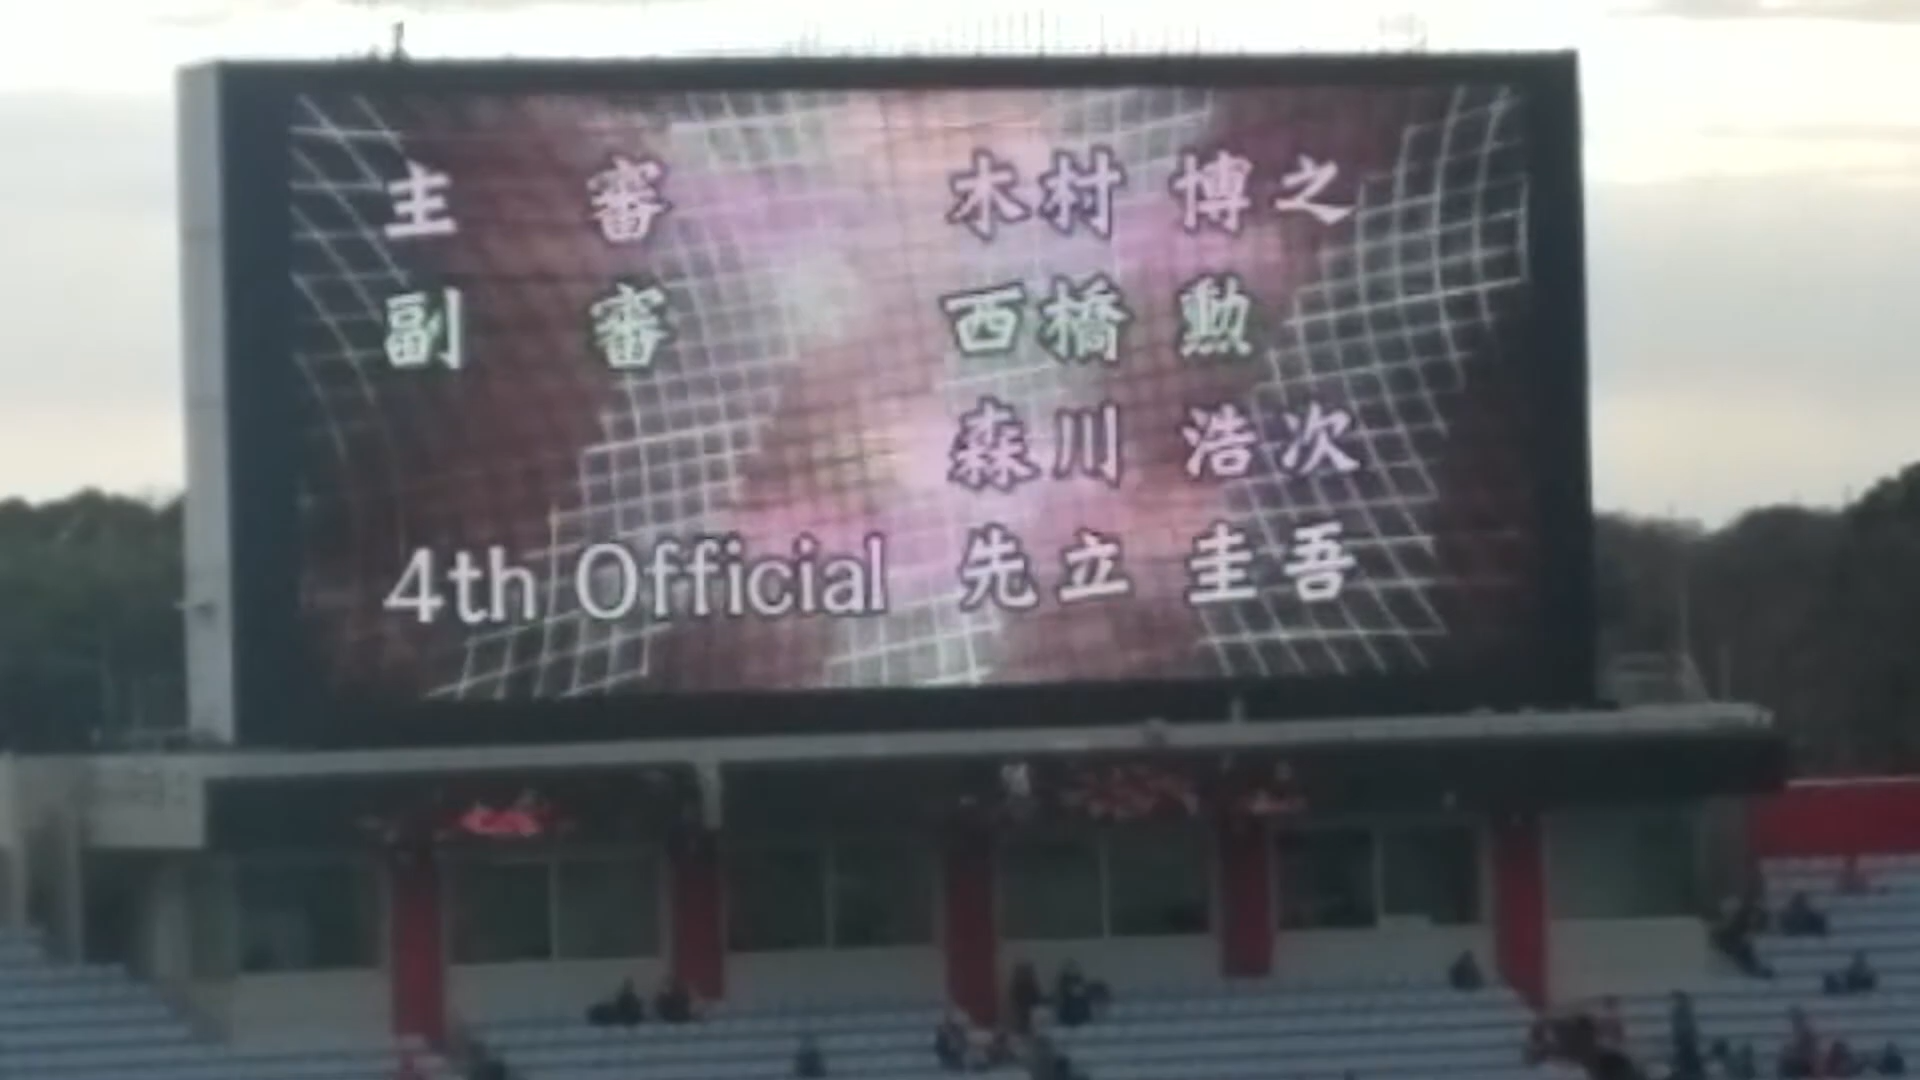 主 審 木村 博之
副 審 西橋 勲
森川 浩次
4th Official 先立 圭吾